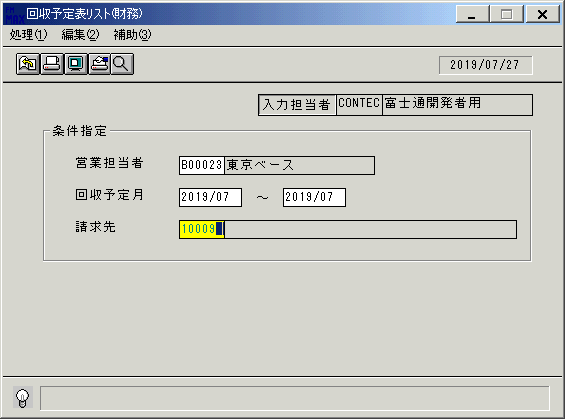 回収予定表リスト(財務)
処理(1) 編集(2) 補助(3)
2019/07/27
入力担当者 CONTEC 富士通開発者用
条件指定
営業担当者 B00023 東京ベース
回収予定月 2019/07 ～ 2019/07
請求先 10009